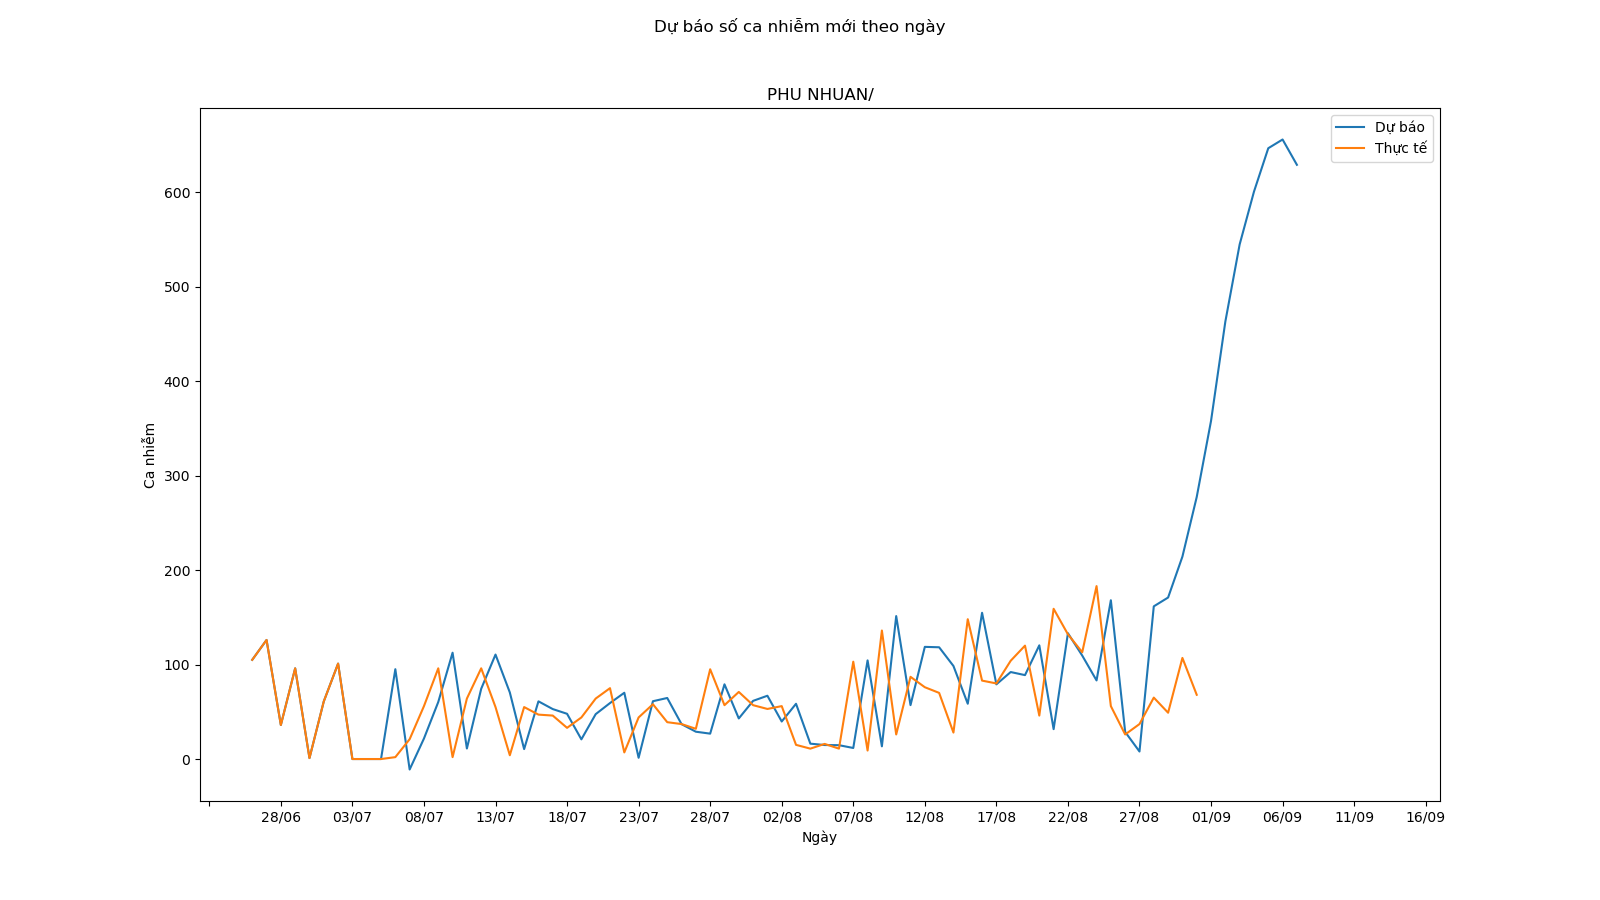 Dự báo số ca nhiễm mới theo ngày
PHU NHUAN/
Dự báo
Thực tế
600
500
400
300
200
100
0
Ca nhiễm
28/06 03/07 08/07 13/07 18/07 23/07 28/07 02/08 07/08 12/08 17/08 22/08 27/08 01/09 06/09 11/09 16/09
Ngày